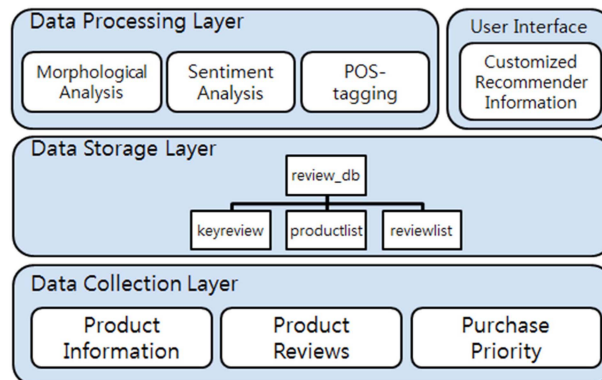 Data Processing Layer
Morphological
Analysis
Sentiment
Analysis
POS-
tagging
User Interface
Customized
Recommender
Information
Data Storage Layer
review_db
keyreview
productlist
reviewlist
Data Collection Layer
Product
Information
Product
Reviews
Purchase
Priority